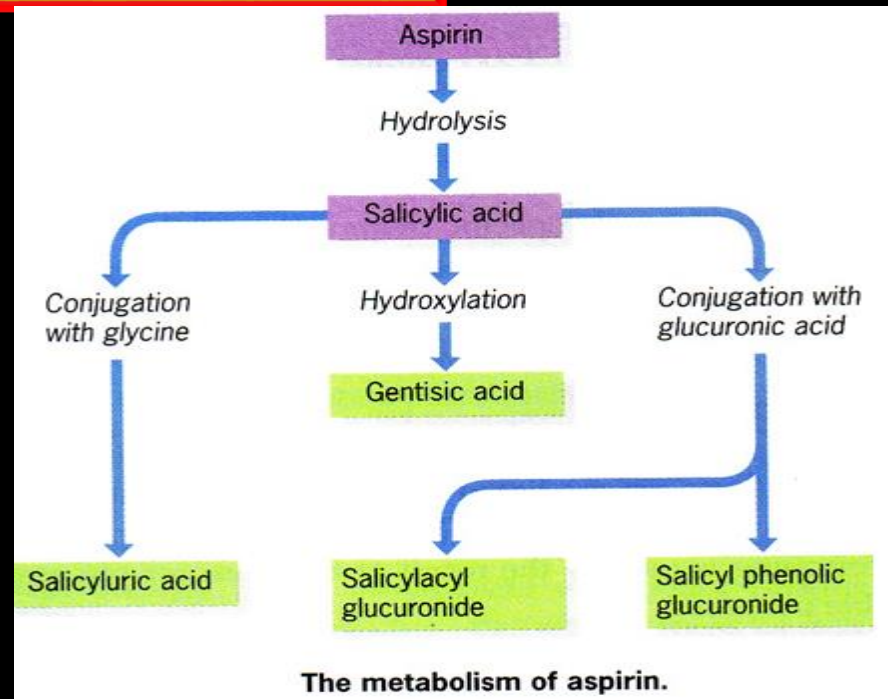 Aspirin
Hydrolysis
Salicylic acid
Conjugation
with glycine
Hydroxylation
Conjugation with
glucuronic acid
Gentisic acid
Salicyluric acid
Salicylacyl
glucuronide
Salicyl phenolic
glucuronide
The metabolism of aspirin.